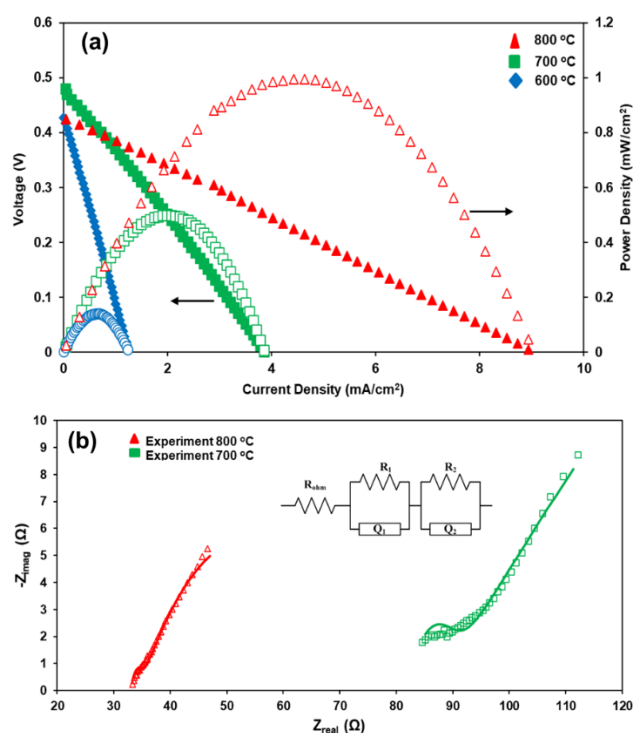 (a)
800 °C
700 °C
600 °C
Voltage (V)
0.6
0.5
0.4
0.3
0.2
0.1
0
Power Density (mW/cm²)
1.2
1
0.8
0.6
0.4
0.2
0
0 2 4 6 8 10
Current Density (mA/cm²)
(b)
Experiment 800 °C
Experiment 700 °C
R₁ R₂
Rohm
Q₁ Q₂
-Zimag (Ω)
10
9
8
7
6
5
4
3
2
1
0
20 30 40 50 60 70 80 90 100 110 120
Zreal (Ω)